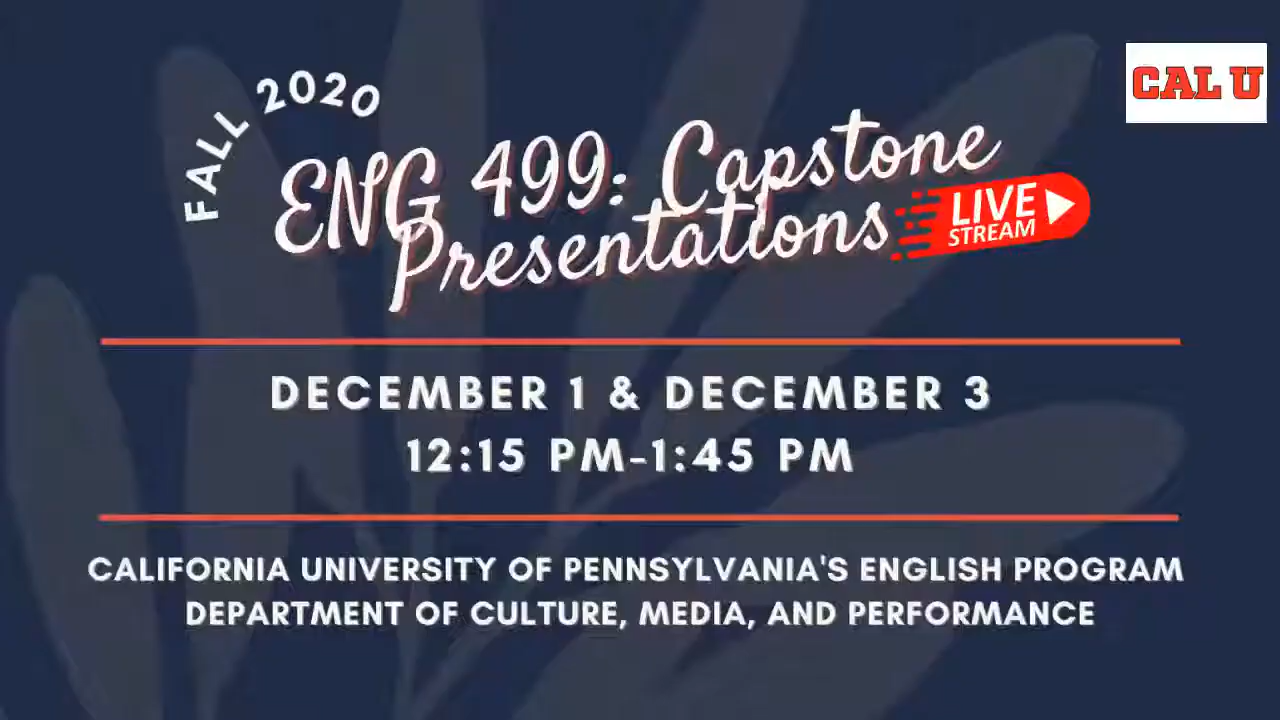 FALL 2020
CAL U
ENG 499: Capstone
Presentations
LIVE
STREAM
DECEMBER 1 & DECEMBER 3
12:15 PM-1:45 PM
CALIFORNIA UNIVERSITY OF PENNSYLVANIA'S ENGLISH PROGRAM
DEPARTMENT OF CULTURE, MEDIA, AND PERFORMANCE